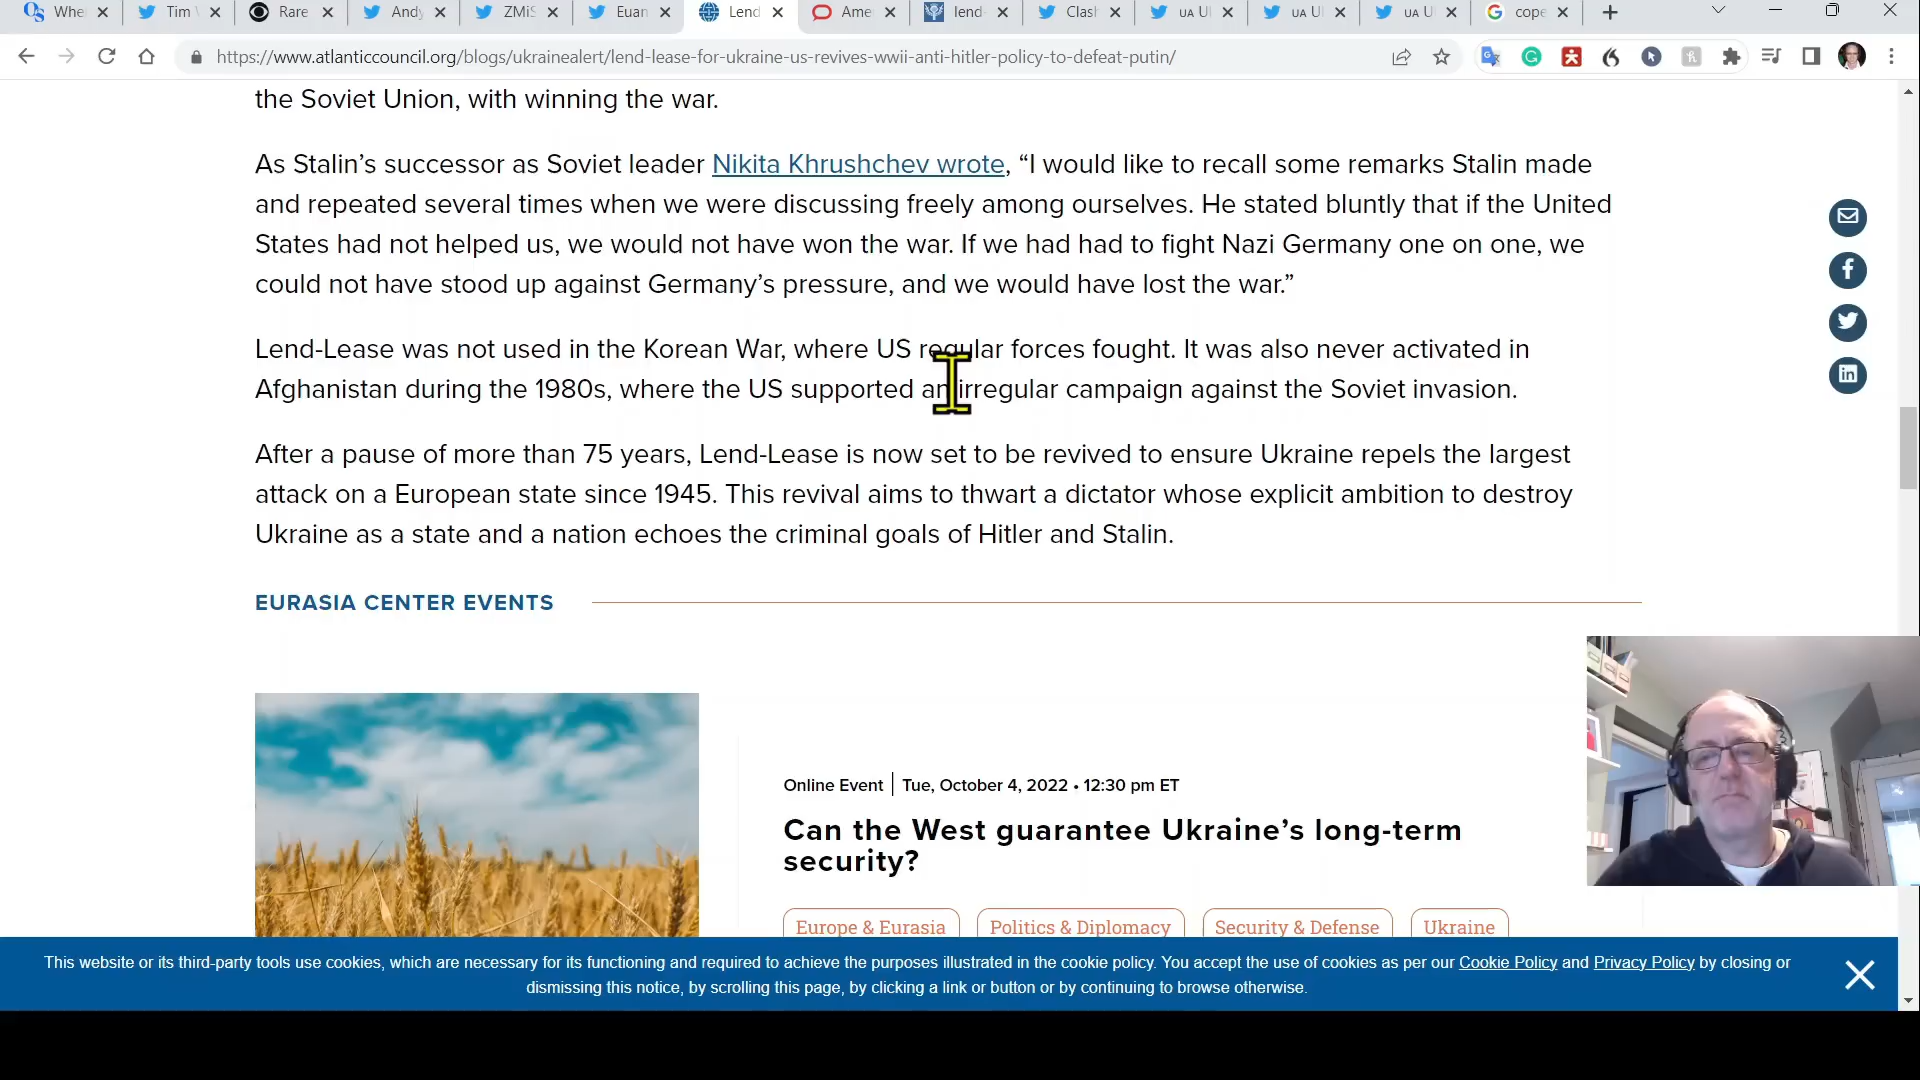 Whe
Tim
Rare
Andy
ZMiS
Euan
Lend
Ame
lend-
Clas
UA U
UA U
UA U
cope
https://www.atlanticcouncil.org/blogs/ukrainealert/lend-lease-for-ukraine-us-revives-wwii-anti-hitler-policy-to-defeat-putin/
the Soviet Union, with winning the war.
As Stalin’s successor as Soviet leader Nikita Khrushchev wrote, “I would like to recall some remarks Stalin made
and repeated several times when we were discussing freely among ourselves. He stated bluntly that if the United
States had not helped us, we would not have won the war. If we had had to fight Nazi Germany one on one, we
could not have stood up against Germany’s pressure, and we would have lost the war.”
Lend-Lease was not used in the Korean War, where US regular forces fought. It was also never activated in
Afghanistan during the 1980s, where the US supported an irregular campaign against the Soviet invasion.
After a pause of more than 75 years, Lend-Lease is now set to be revived to ensure Ukraine repels the largest
attack on a European state since 1945. This revival aims to thwart a dictator whose explicit ambition to destroy
Ukraine as a state and a nation echoes the criminal goals of Hitler and Stalin.
EURASIA CENTER EVENTS
Online Event | Tue, October 4, 2022 • 12:30 pm ET
Can the West guarantee Ukraine’s long-term
security?
Europe & Eurasia Politics & Diplomacy Security & Defense Ukraine
This website or its third-party tools use cookies, which are necessary for its functioning and required to achieve the purposes illustrated in the cookie policy. You accept the use of cookies as per our Cookie Policy and Privacy Policy by closing or
dismissing this notice, by scrolling this page, by clicking a link or button or by continuing to browse otherwise.